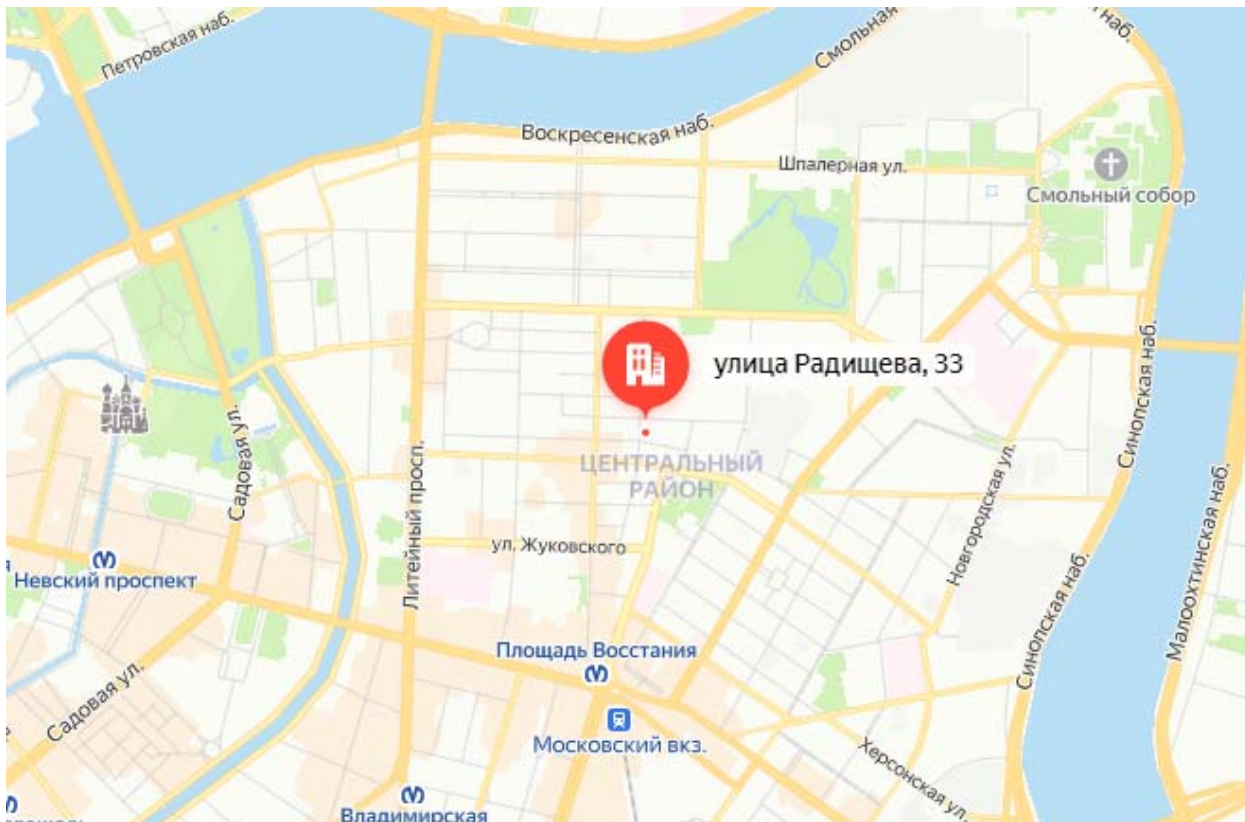 Петровская наб.
Смольная
наб.
Воскресенская наб.
Шпалерная ул.
Смольный собор
улица Радищева, 33
Садовая ул.
Литейный просп.
ЦЕНТРАЛЬНЫЙ
РАЙОН
Синопская наб.
Новгородская ул.
Малоохтинская наб.
ул. Жуковского
Невский проспект
Площадь Восстания
Синопская наб.
Садовая ул.
Московский вкз.
Херсонская ул.
Владимирская